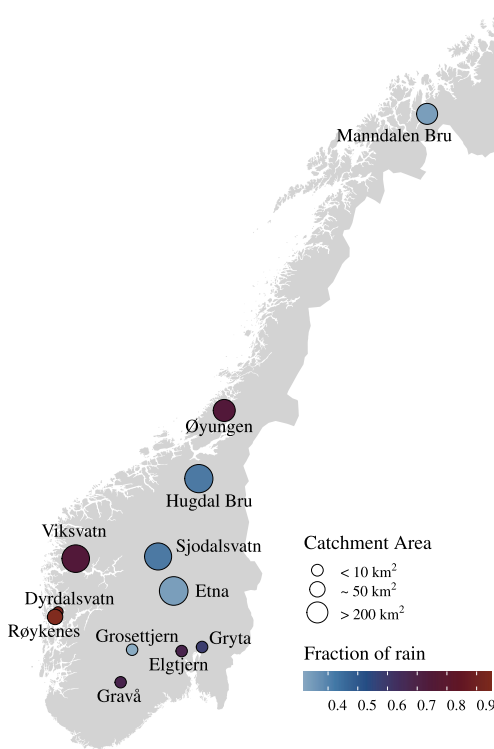 Manndalen Bru
Øyungen
Hugdal Bru
Viksvatn
Sjodalsvatn
Etna
Dyrdalsvatn
Røykenes
Grosettjern
Gryta
Elgtjern
Gravå
Catchment Area
< 10 km²
~ 50 km²
> 200 km²
Fraction of rain
0.4 0.5 0.6 0.7 0.8 0.9